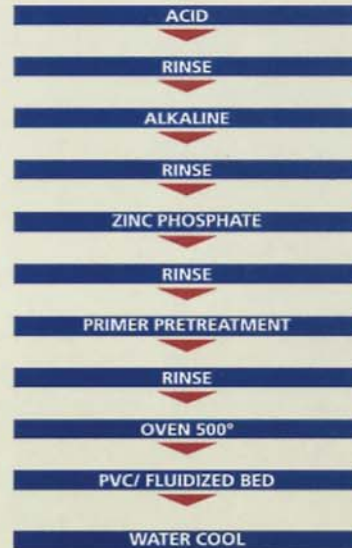 ACID
RINSE
ALKALINE
RINSE
ZINC PHOSPHATE
RINSE
PRIMER PRETREATMENT
RINSE
OVEN 500°
PVC/ FLUIDIZED BED
WATER COOL